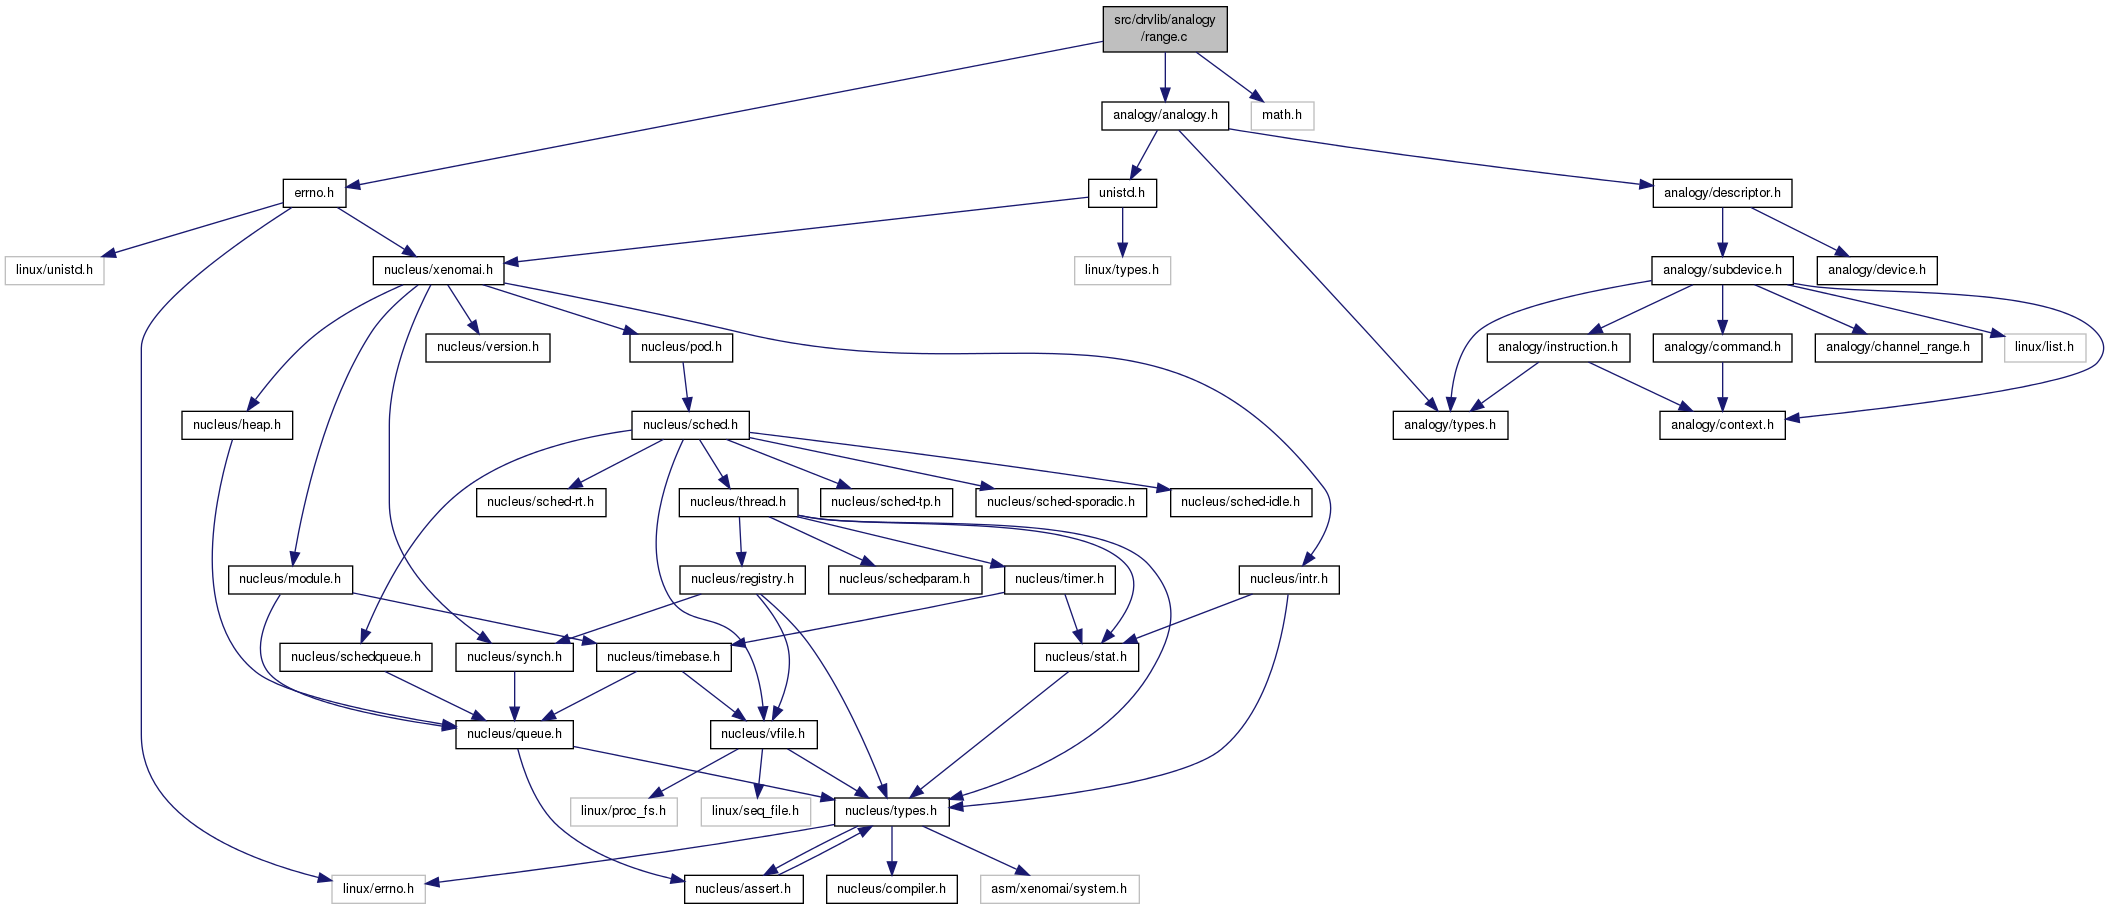 src/drvlib/analogy
/range.c
analogy/analogy.h
math.h
errno.h
unistd.h
analogy/descriptor.h
linux/unistd.h
nucleus/xenomai.h
linux/types.h
analogy/subdevice.h
analogy/device.h
nucleus/version.h
nucleus/pod.h
analogy/instruction.h
analogy/command.h
analogy/channel_range.h
linux/list.h
nucleus/heap.h
nucleus/sched.h
analogy/types.h
analogy/context.h
nucleus/sched-rt.h
nucleus/thread.h
nucleus/sched-tp.h
nucleus/sched-sporadic.h
nucleus/sched-idle.h
nucleus/module.h
nucleus/registry.h
nucleus/schedparam.h
nucleus/timer.h
nucleus/intr.h
nucleus/schedqueue.h
nucleus/synch.h
nucleus/timebase.h
nucleus/stat.h
nucleus/queue.h
nucleus/vfile.h
linux/proc_fs.h
linux/seq_file.h
nucleus/types.h
linux/errno.h
nucleus/assert.h
nucleus/compiler.h
asm/xenomai/system.h